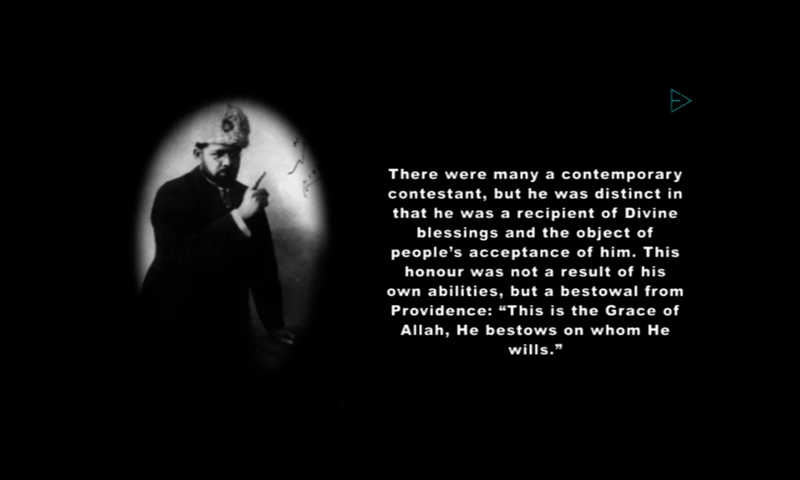 There were many a contemporary
contestant, but he was distinct in
that he was a recipient of Divine
blessings and the object of
people’s acceptance of him. This
honour was not a result of his
own abilities, but a bestowal from
Providence: “This is the Grace of
Allah, He bestows on whom He
wills.”